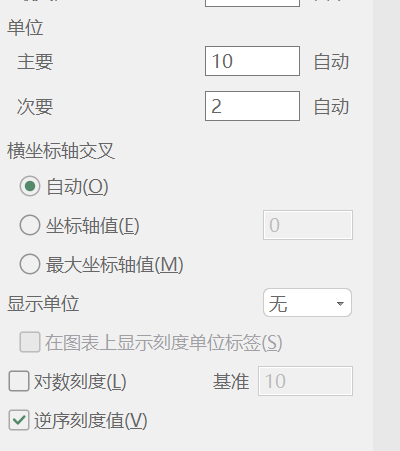 单位
主要 10 自动
次要 2 自动
横坐标轴交叉
自动(O)
坐标轴值(E) 0
最大坐标轴值(M)
显示单位 无
在图表上显示刻度单位标签(S)
对数刻度(L) 基准 10
逆序刻度值(V)